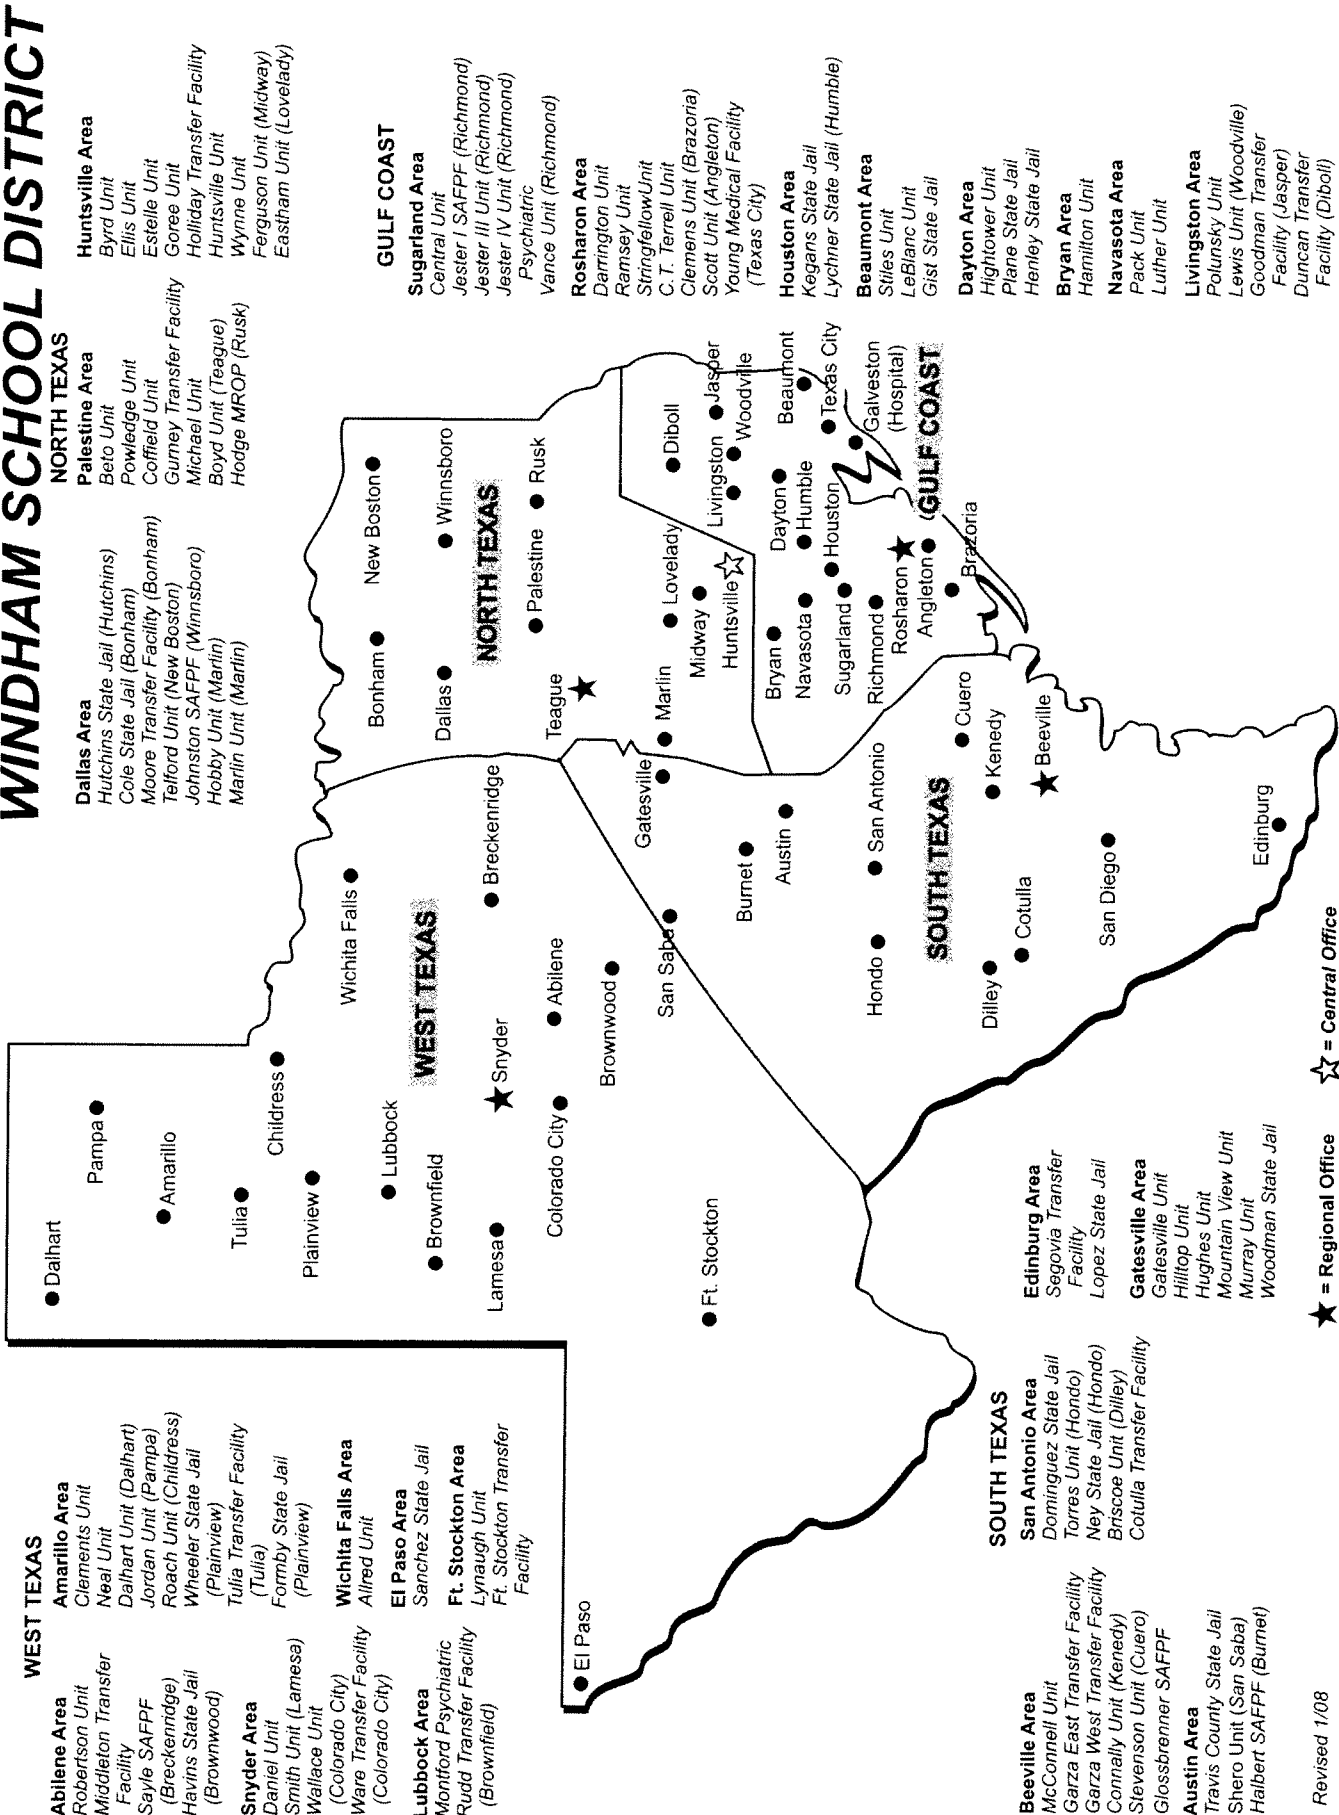 WINDHAM SCHOOL DISTRICT
WEST TEXAS
Abilene Area
Robertson Unit
Middleton Transfer
Facility
Sayle SAFPF
(Breckenridge)
Havins State Jail
(Brownwood)
Snyder Area
Daniel Unit
Smith Unit (Lamesa)
Wallace Unit
(Colorado City)
Ware Transfer Facility
(Colorado City)
Lubbock Area
Montford Psychiatric
Rudd Transfer Facility
(Brownfield)
Amarillo Area
Clements Unit
Neal Unit
Dalhart Unit (Dalhart)
Jordan Unit (Pampa)
Roach Unit (Childress)
Wheeler State Jail
(Plainview)
Tulia Transfer Facility
(Tulia)
Formby State Jail
(Plainview)
Wichita Falls Area
Allred Unit
El Paso Area
Sanchez State Jail
Ft. Stockton Area
Lynaugh Unit
Ft. Stockton Transfer
Facility
NORTH TEXAS
Dallas Area
Hutchins State Jail (Hutchins)
Cole State Jail (Bonham)
Moore Transfer Facility (Bonham)
Telford Unit (New Boston)
Johnston SAFPF (Winnsboro)
Hobby Unit (Marlin)
Marlin Unit (Marlin)
Palestine Area
Beto Unit
Powledge Unit
Coffield Unit
Gurney Transfer Facility
Michael Unit
Boyd Unit (Teague)
Hodge MROP (Rusk)
Huntsville Area
Byrd Unit
Ellis Unit
Estelle Unit
Goree Unit
Holliday Transfer Facility
Huntsville Unit
Wynne Unit
Ferguson Unit (Midway)
Eastham Unit (Lovelady)
GULF COAST
Sugarland Area
Central Unit
Jester I SAFPF (Richmond)
Jester III Unit (Richmond)
Jester IV Unit (Richmond)
Psychiatric
Vance Unit (Richmond)
Rosharon Area
Darrington Unit
Ramsey Unit
StringfellowUnit
C. T. Terrell Unit
Clemens Unit (Brazoria)
Scott Unit (Angleton)
Young Medical Facility
(Texas City)
Houston Area
Kegans State Jail
Lychner State Jail (Humble)
Beaumont Area
Stiles Unit
LeBlanc Unit
Gist State Jail
Dayton Area
Hightower Unit
Plane State Jail
Henley State Jail
Bryan Area
Hamilton Unit
Navasota Area
Pack Unit
Luther Unit
Livingston Area
Polunsky Unit
Lewis Unit (Woodville)
Goodman Transfer
Facility (Jasper)
Duncan Transfer
Facility (Diboll)
Dalhart
Pampa
Amarillo
Tulia
Childress
Plainview
Wichita Falls
Lubbock
WEST TEXAS
Brownfield
Lamesa
Snyder
Breckenridge
Colorado City
Abilene
Brownwood
San Saba
Ft. Stockton
El Paso
New Boston
Bonham
Winnsboro
Dallas
NORTH TEXAS
Rusk
Palestine
Teague
Lovelady
Marlin
Gatesville
Midway
Huntsville
Diboll
Jasper
Livingston
Woodville
Beaumont
Dayton
Humble
Bryan
Navasota
Texas City
Houston
Sugarland
Galveston
(Hospital)
Richmond
Rosharon
GULF COAST
Angleton
Brazoria
Burnet
Austin
San Antonio
Hondo
SOUTH TEXAS
Cuero
Kenedy
Beeville
Dilley
Cotulla
San Diego
Edinburg
SOUTH TEXAS
Beeville Area
McConnell Unit
Garza East Transfer Facility
Garza West Transfer Facility
Connally Unit (Kenedy)
Stevenson Unit (Cuero)
Glossbrenner SAFPF
Austin Area
Travis County State Jail
Shero Unit (San Saba)
Halbert SAFPF (Burnet)
San Antonio Area
Dominguez State Jail
Torres Unit (Hondo)
Ney State Jail (Hondo)
Briscoe Unit (Dilley)
Cotulla Transfer Facility
Edinburg Area
Segovia Transfer
Facility
Lopez State Jail
Gatesville Area
Gatesville Unit
Hilltop Unit
Hughes Unit
Mountain View Unit
Murray Unit
Woodman State Jail
Revised 1/08
★ = Regional Office
☆ = Central Office